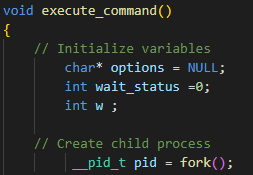 void execute_command()
{
// Initialize variables
char* options = NULL;
int wait_status =0;
int w ;
// Create child process
__pid_t pid = fork();